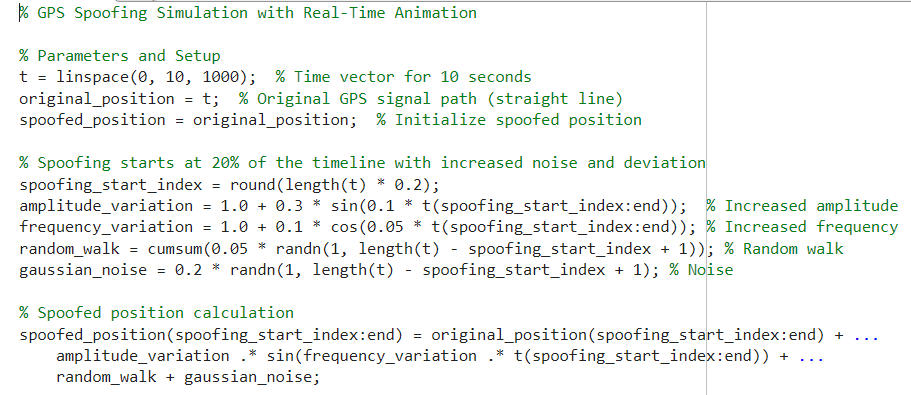 % GPS Spoofing Simulation with Real-Time Animation
% Parameters and Setup
t = linspace(0, 10, 1000);  % Time vector for 10 seconds
original_position = t;  % Original GPS signal path (straight line)
spoofed_position = original_position;  % Initialize spoofed position
% Spoofing starts at 20% of the timeline with increased noise and deviation
spoofing_start_index = round(length(t) * 0.2);
amplitude_variation = 1.0 + 0.3 * sin(0.1 * t(spoofing_start_index:end));  % Increased amplitude
frequency_variation = 1.0 + 0.1 * cos(0.05 * t(spoofing_start_index:end)); % Increased frequency
random_walk = cumsum(0.05 * randn(1, length(t) - spoofing_start_index + 1)); % Random walk
gaussian_noise = 0.2 * randn(1, length(t) - spoofing_start_index + 1); % Noise
% Spoofed position calculation
spoofed_position(spoofing_start_index:end) = original_position(spoofing_start_index:end) + ...
    amplitude_variation .* sin(frequency_variation .* t(spoofing_start_index:end)) + ...
    random_walk + gaussian_noise;